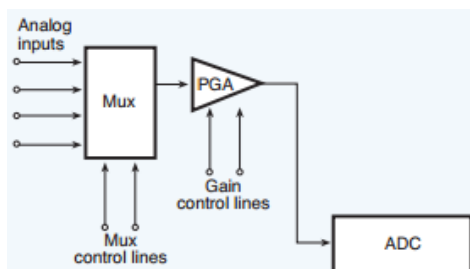 Analog
inputs
Mux
PGA
Gain
control lines
Mux
control lines
ADC